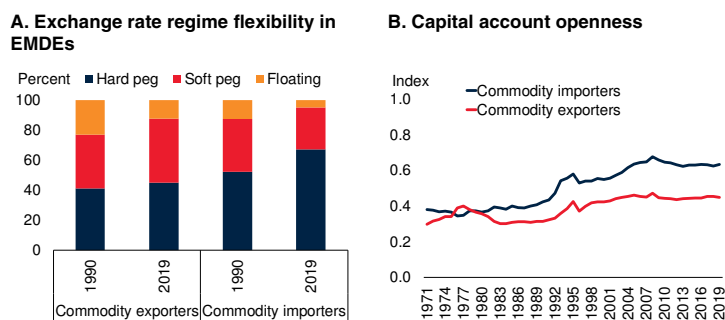 A. Exchange rate regime flexibility in
EMDEs
Percent Hard peg Soft peg Floating
100
80
60
40
20
0
1990 2019 1990 2019
Commodity exporters Commodity importers
B. Capital account openness
Index
Commodity importers
Commodity exporters
1.0
0.8
0.6
0.4
0.2
0.0
1971 1974 1977 1980 1983 1986 1989 1992 1995 1998 2001 2004 2007 2010 2013 2016 2019